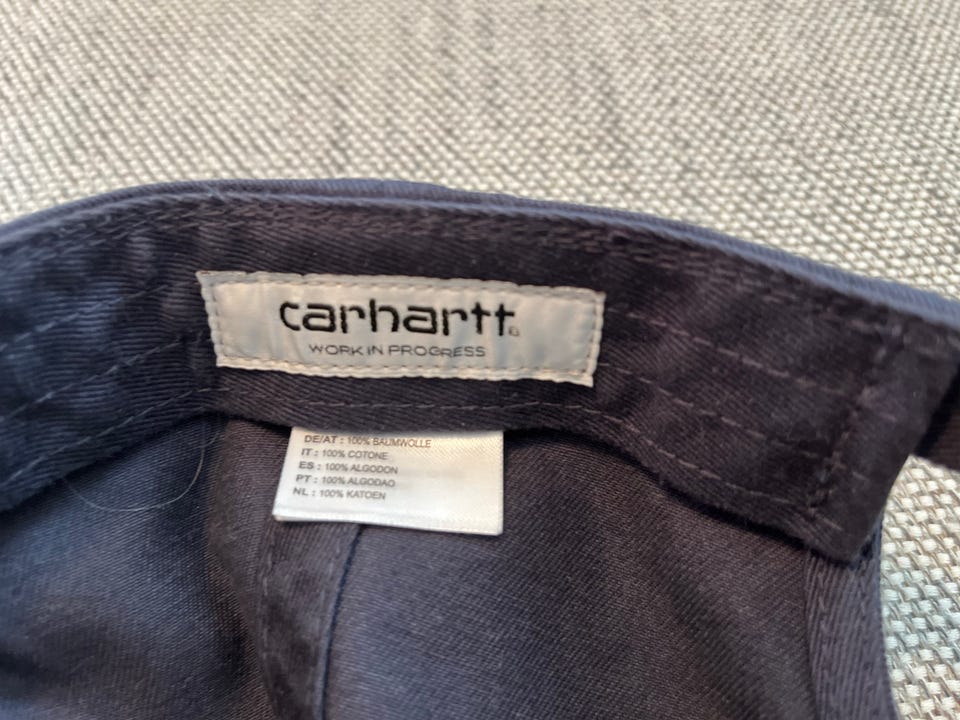 carhartt
WORK IN PROGRESS
DE/AT : 100% BAUMWOLLE
IT : 100% COTONE
ES : 100% ALGODON
PT : 100% ALGODAO
NL : 100% KATOEN